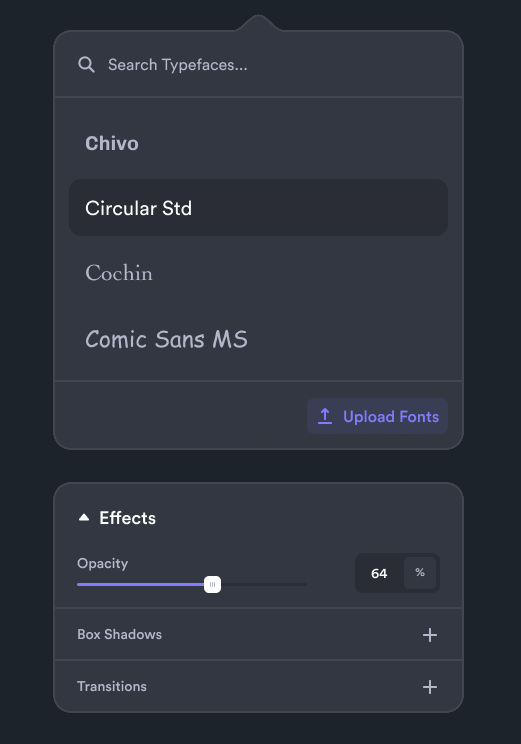 Search Typefaces...
Chivo
Circular Std
Cochin
Comic Sans MS
Upload Fonts
Effects
Opacity
64 %
Box Shadows
Transitions